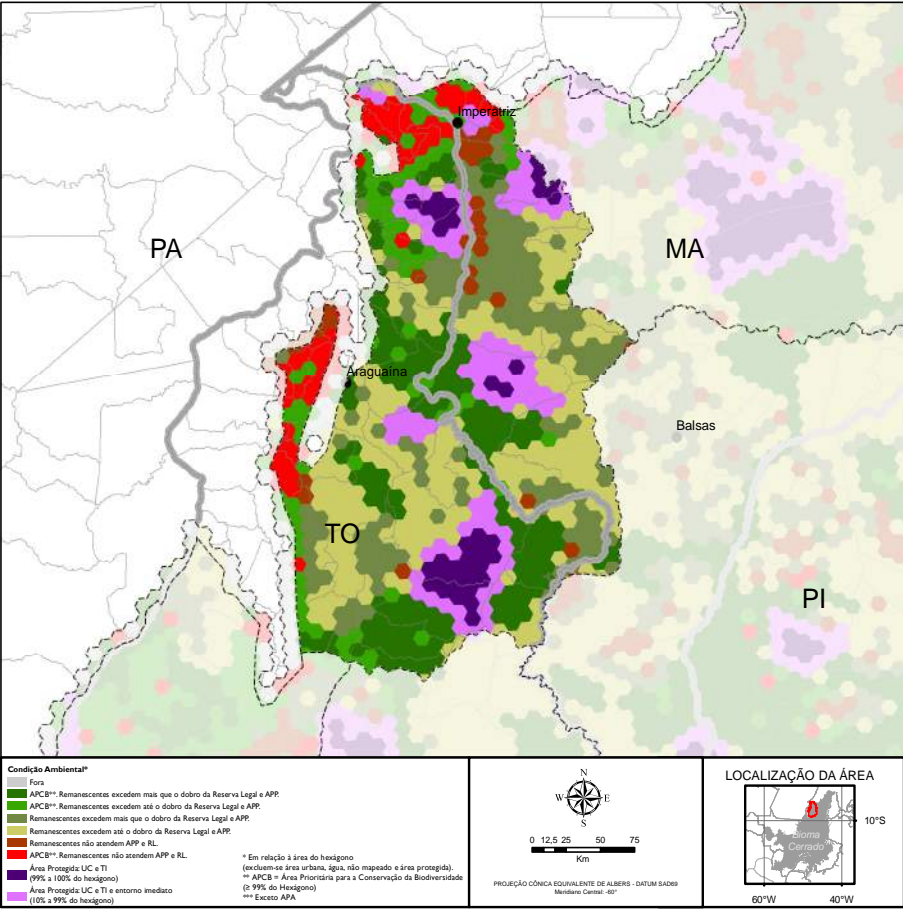 Imperatriz
PA
MA
Araguaína
Balsas
TO
PI
Condição Ambiental*
Fora
APCB**. Remanescentes excedem mais que o dobro da Reserva Legal e APP.
APCB**. Remanescentes excedem até o dobro da Reserva Legal e APP.
Remanescentes excedem mais que o dobro da Reserva Legal e APP.
Remanescentes excedem até o dobro da Reserva Legal e APP.
Remanescentes não atendem APP e RL.
APCB**. Remanescentes não atendem APP e RL.
Área Protegida: UC e TI
(99% a 100% do hexágono)
Área Protegida: UC e TI e entorno imediato
(10% a 99% do hexágono)
* Em relação à área do hexágono
(excluem-se área urbana, água, não mapeado e área protegida).
** APCB = Área Prioritária para a Conservação da Biodiversidade
(≥ 99% do Hexágono)
*** Exceto APA
N
W E
S
0 12,5 25 50 75
Km
PROJEÇÃO CÔNICA EQUIVALENTE DE ALBERS - DATUM SAD69
Meridiano Central: -60°
LOCALIZAÇÃO DA ÁREA
10°S
Bioma
Cerrado
60°W 40°W